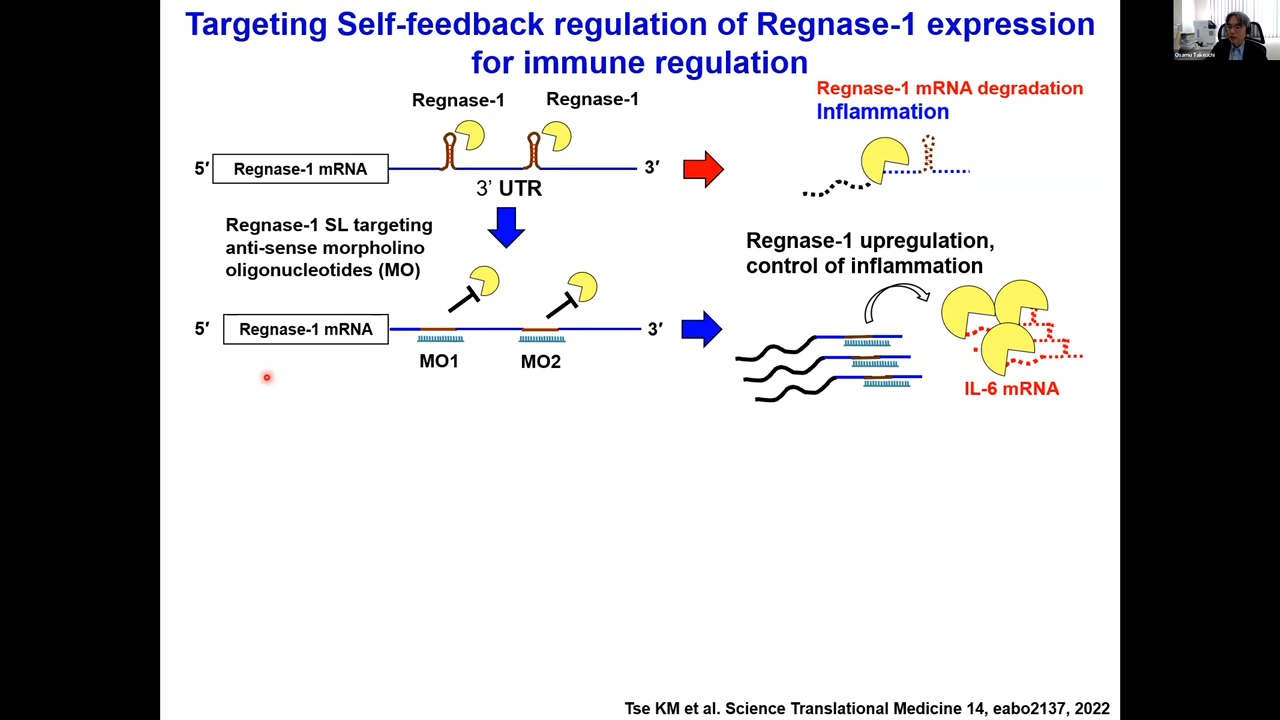 Targeting Self-feedback regulation of Regnase-1 expression
for immune regulation
Osamu Takeuchi
Regnase-1
Regnase-1
Regnase-1 mRNA degradation
Inflammation
5′
Regnase-1 mRNA
3′
3’ UTR
Regnase-1 SL targeting
anti-sense morpholino
oligonucleotides (MO)
Regnase-1 upregulation,
control of inflammation
5′
Regnase-1 mRNA
3′
MO1
MO2
IL-6 mRNA
Tse KM et al. Science Translational Medicine 14, eabo2137, 2022